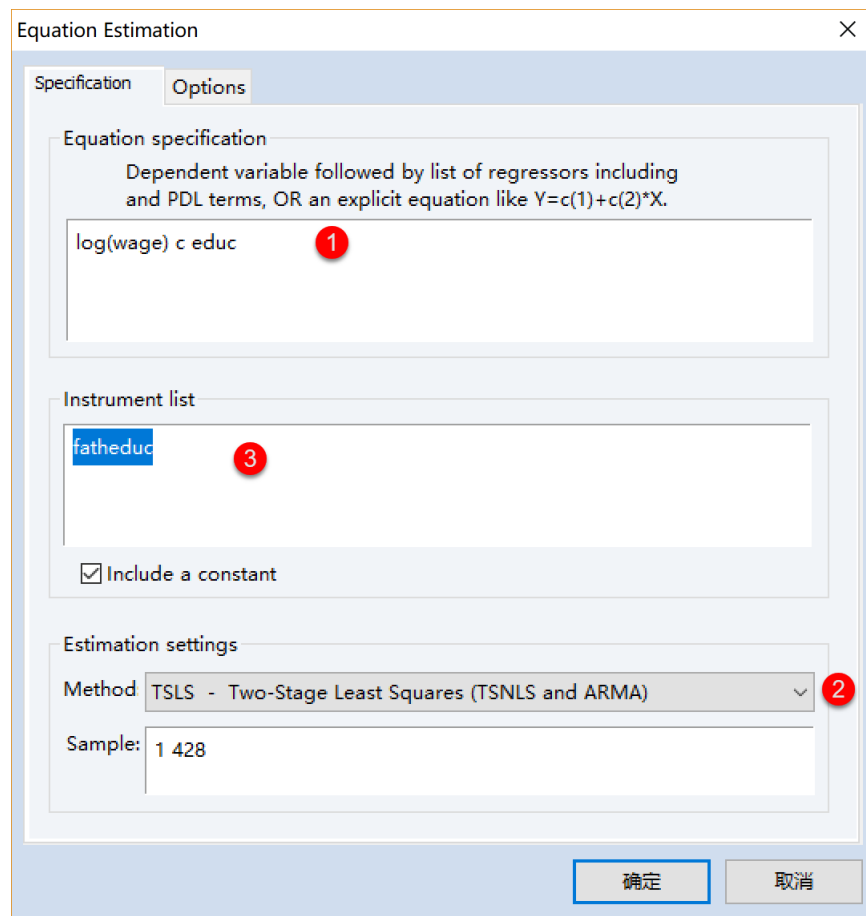 Equation Estimation
Specification
Options
Equation specification
Dependent variable followed by list of regressors including
and PDL terms, OR an explicit equation like Y=c(1)+c(2)*X.
log(wage) c educ 1
Instrument list
fatheduc 3
Include a constant
Estimation settings
Method TSLS - Two-Stage Least Squares (TSNLS and ARMA) 2
Sample: 1 428
确定 取消